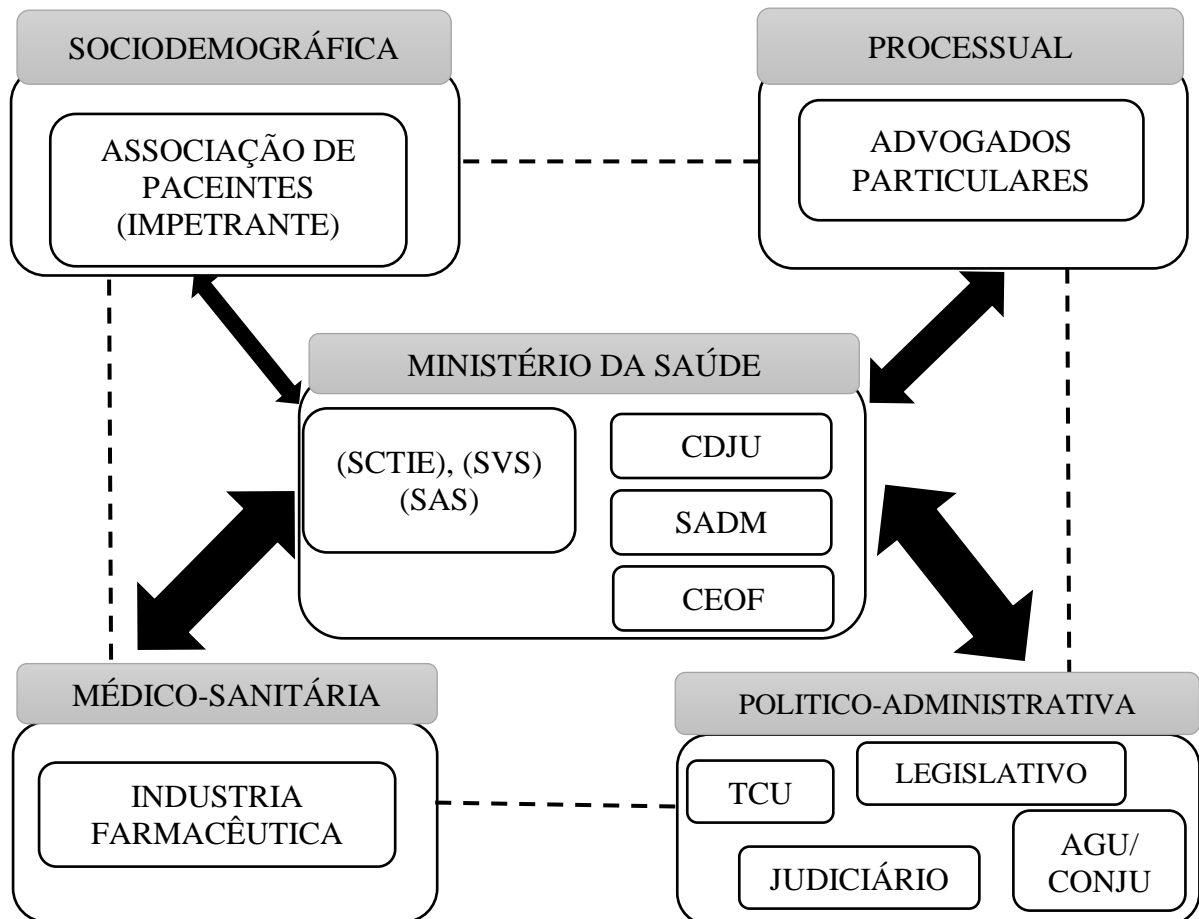 SOCIODEMOGRÁFICA
ASSOCIAÇÃO DE
PACEINTES
(IMPETRANTE)
PROCESSUAL
ADVOGADOS
PARTICULARES
MINISTÉRIO DA SAÚDE
(SCTIE), (SVS)
(SAS)
CDJU
SADM
CEOF
MÉDICO-SANITÁRIA
INDUSTRIA
FARMACÊUTICA
POLITICO-ADMINISTRATIVA
TCU
LEGISLATIVO
JUDICIÁRIO
AGU/
CONJU